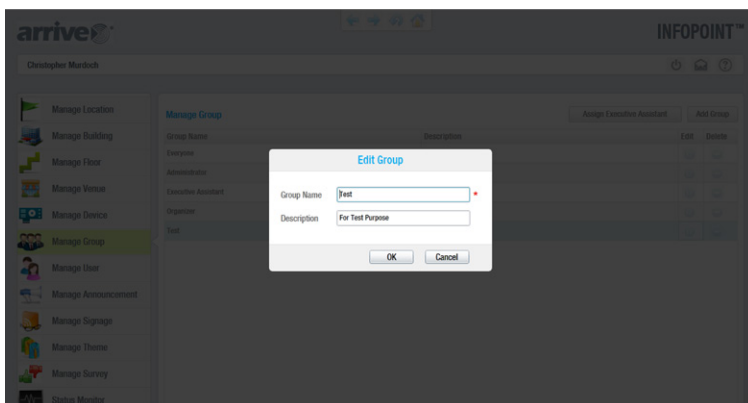 arrive
INFOPOINT™
Christopher Murdoch
Manage Location
Manage Building
Manage Floor
Manage Venue
Manage Device
Manage Group
Manage User
Manage Announcement
Manage Signage
Manage Theme
Manage Survey
Status Monitor
Manage Group
Assign Executive Assistant
Add Group
Group Name Description Edit Delete
Everyone
Administrator
Executive Assistant
Organizer
Test
Edit Group
Group Name Test *
Description For Test Purpose
OK Cancel